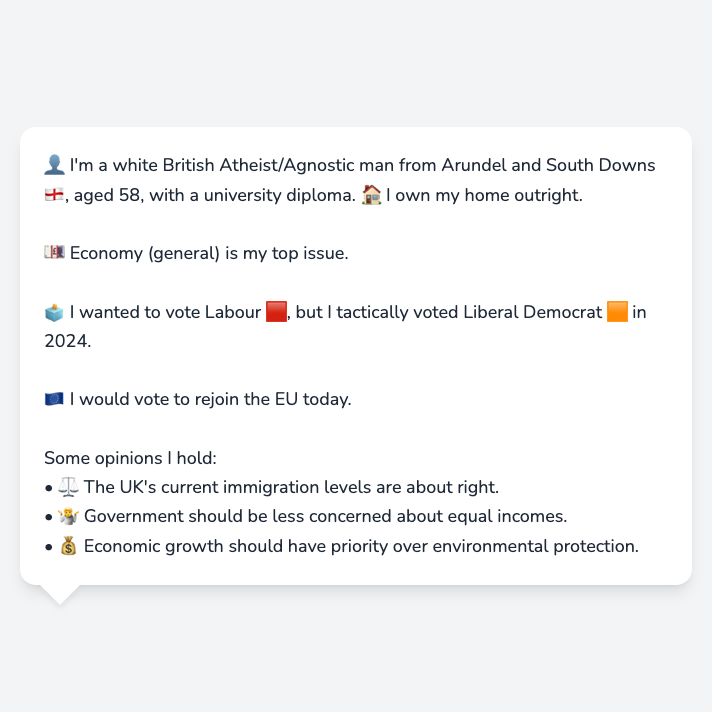 👤 I'm a white British Atheist/Agnostic man from Arundel and South Downs
🏴󠁧󠁢󠁥󠁮󠁧󠁿, aged 58, with a university diploma. 🏠 I own my home outright.
💷 Economy (general) is my top issue.
🗳️ I wanted to vote Labour 🟥, but I tactically voted Liberal Democrat 🟧 in
2024.
🇪🇺 I would vote to rejoin the EU today.
Some opinions I hold:
• ⚖️ The UK's current immigration levels are about right.
• 🤷 Government should be less concerned about equal incomes.
• 💰 Economic growth should have priority over environmental protection.